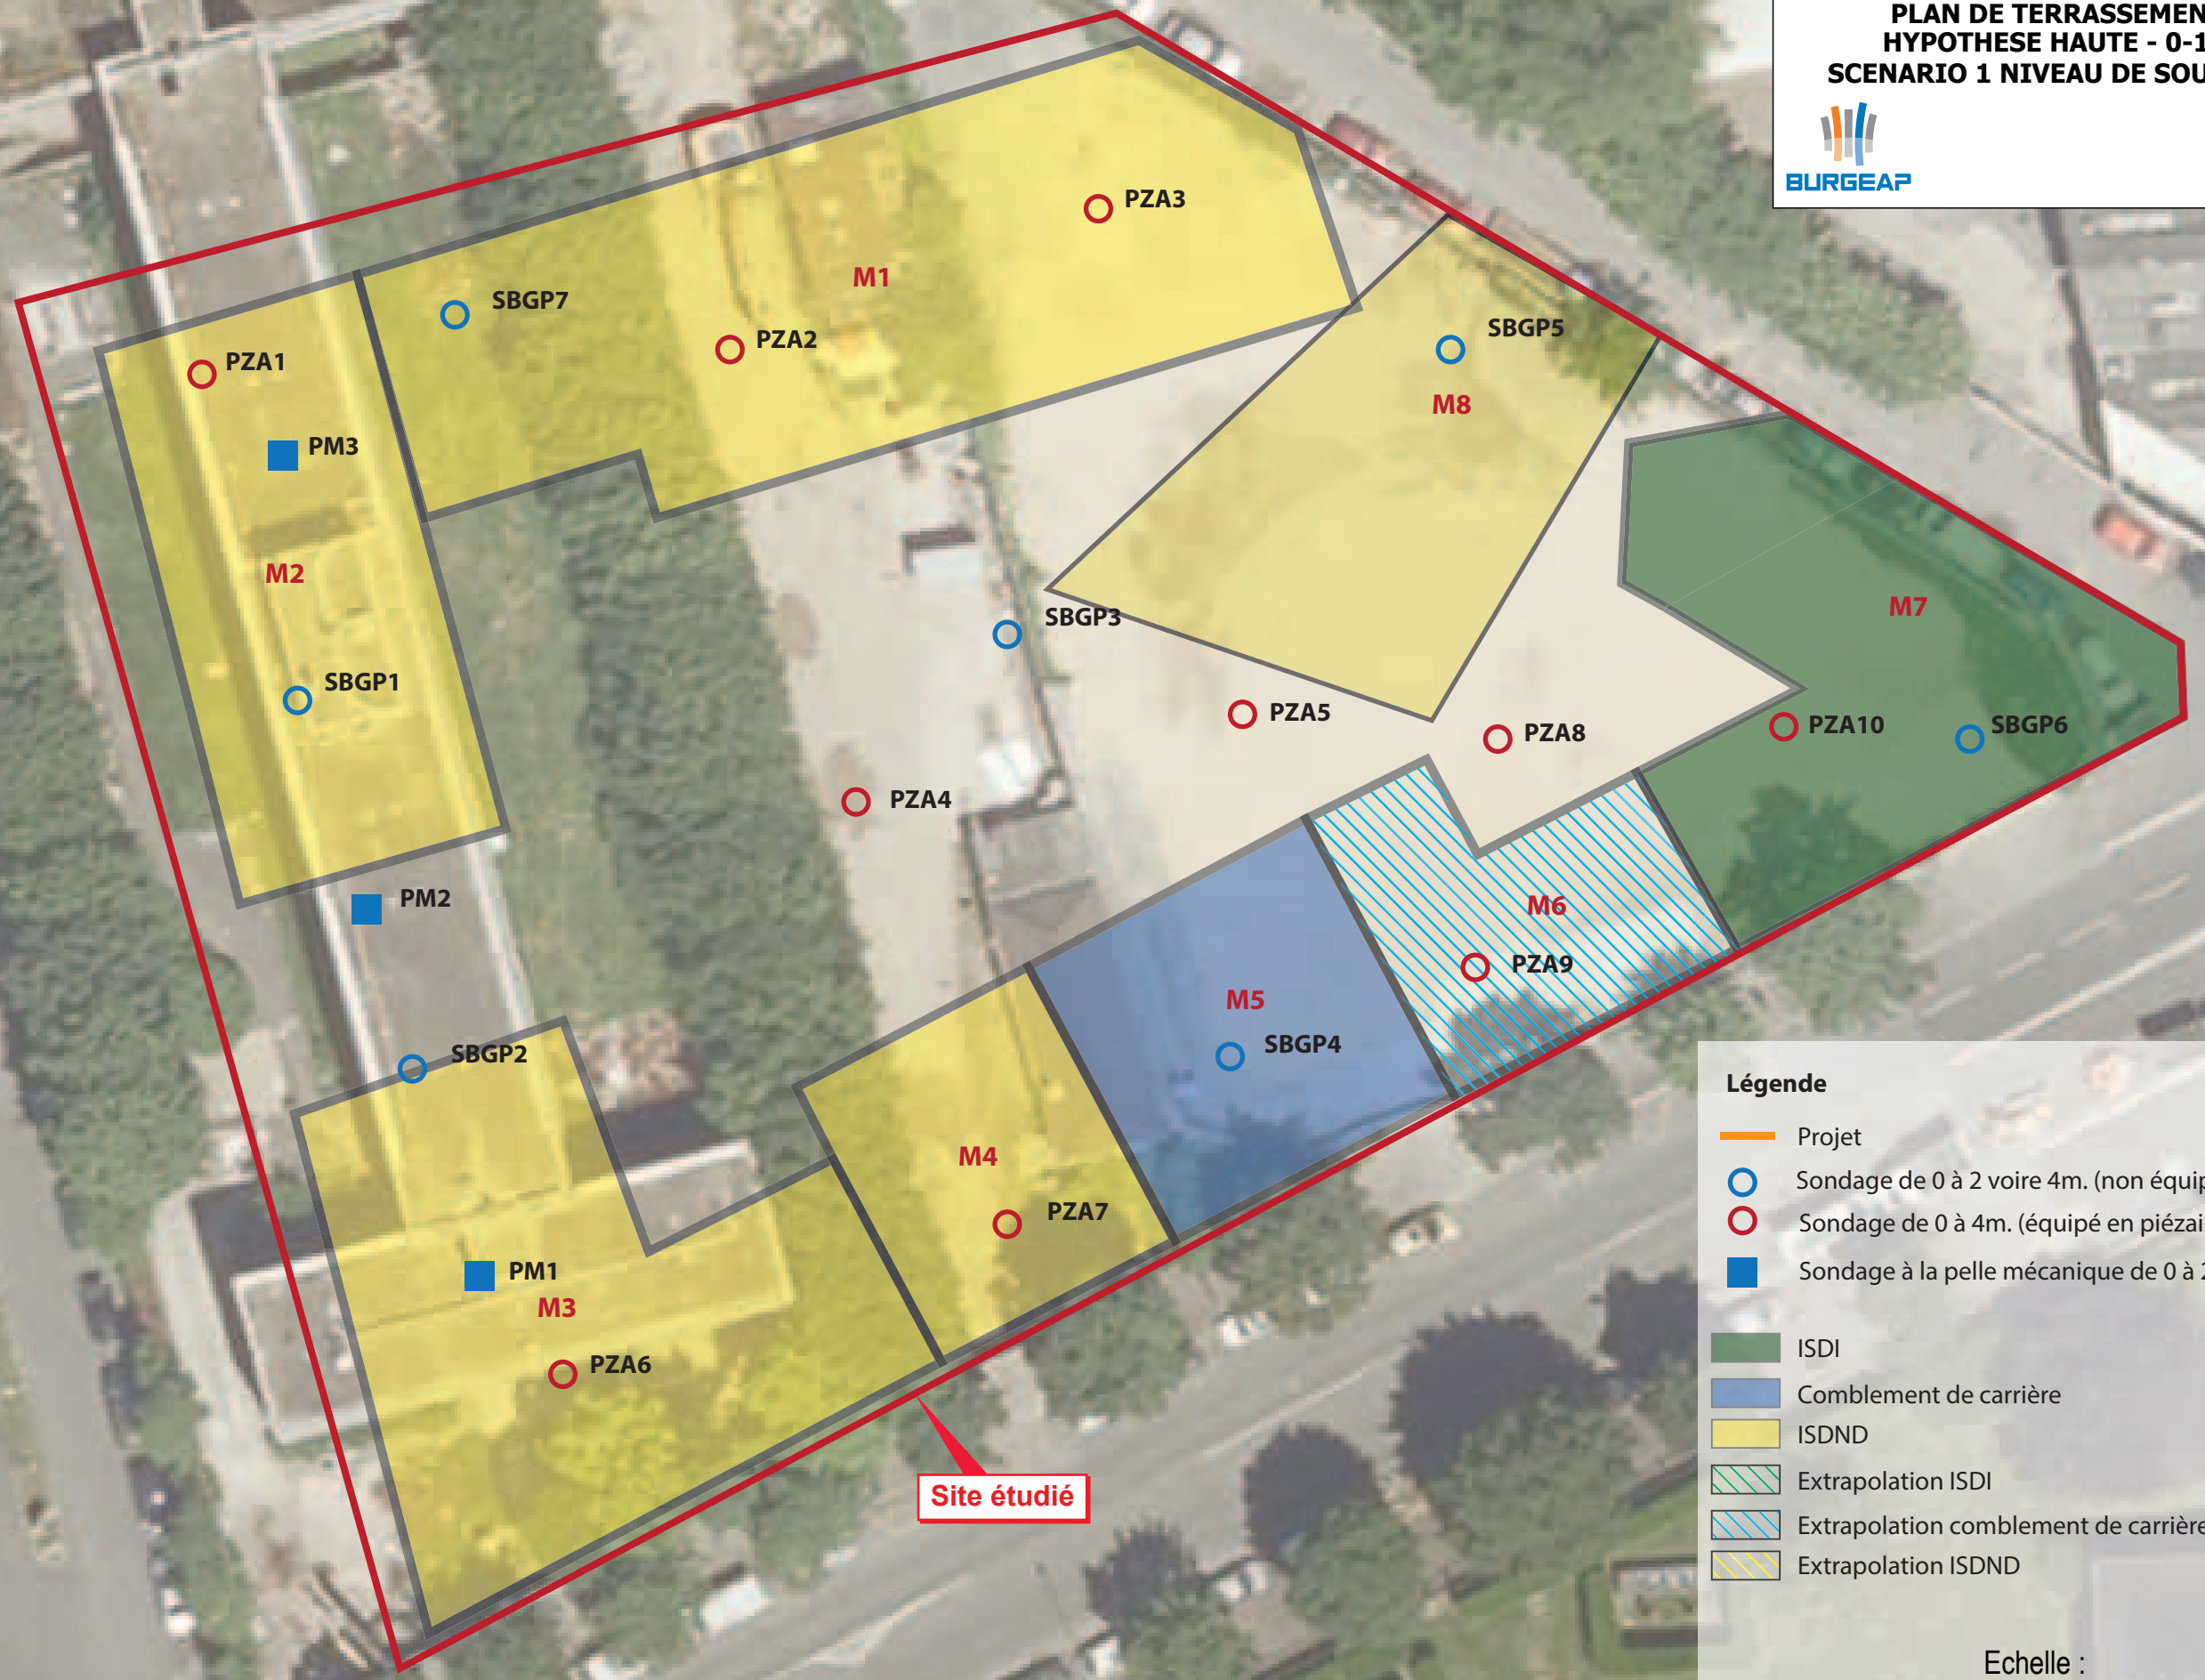 PLAN DE TERRASSEMEN
HYPOTHESE HAUTE - 0-1
SCENARIO 1 NIVEAU DE SOU
BURGEAP
PZA3
M1
SBGP7
PZA2
SBGP5
PZA1
M8
PM3
M2
M7
SBGP3
SBGP1
PZA5
PZA8
PZA10
SBGP6
PZA4
PM2
M6
PZA9
M5
SBGP4
SBGP2
M4
PZA7
PM1
M3
PZA6
Site étudié
Légende
Projet
Sondage de 0 à 2 voire 4m. (non équip
Sondage de 0 à 4m. (équipé en piézai
Sondage à la pelle mécanique de 0 à 2
ISDI
Comblement de carrière
ISDND
Extrapolation ISDI
Extrapolation comblement de carrière
Extrapolation ISDND
Echelle :